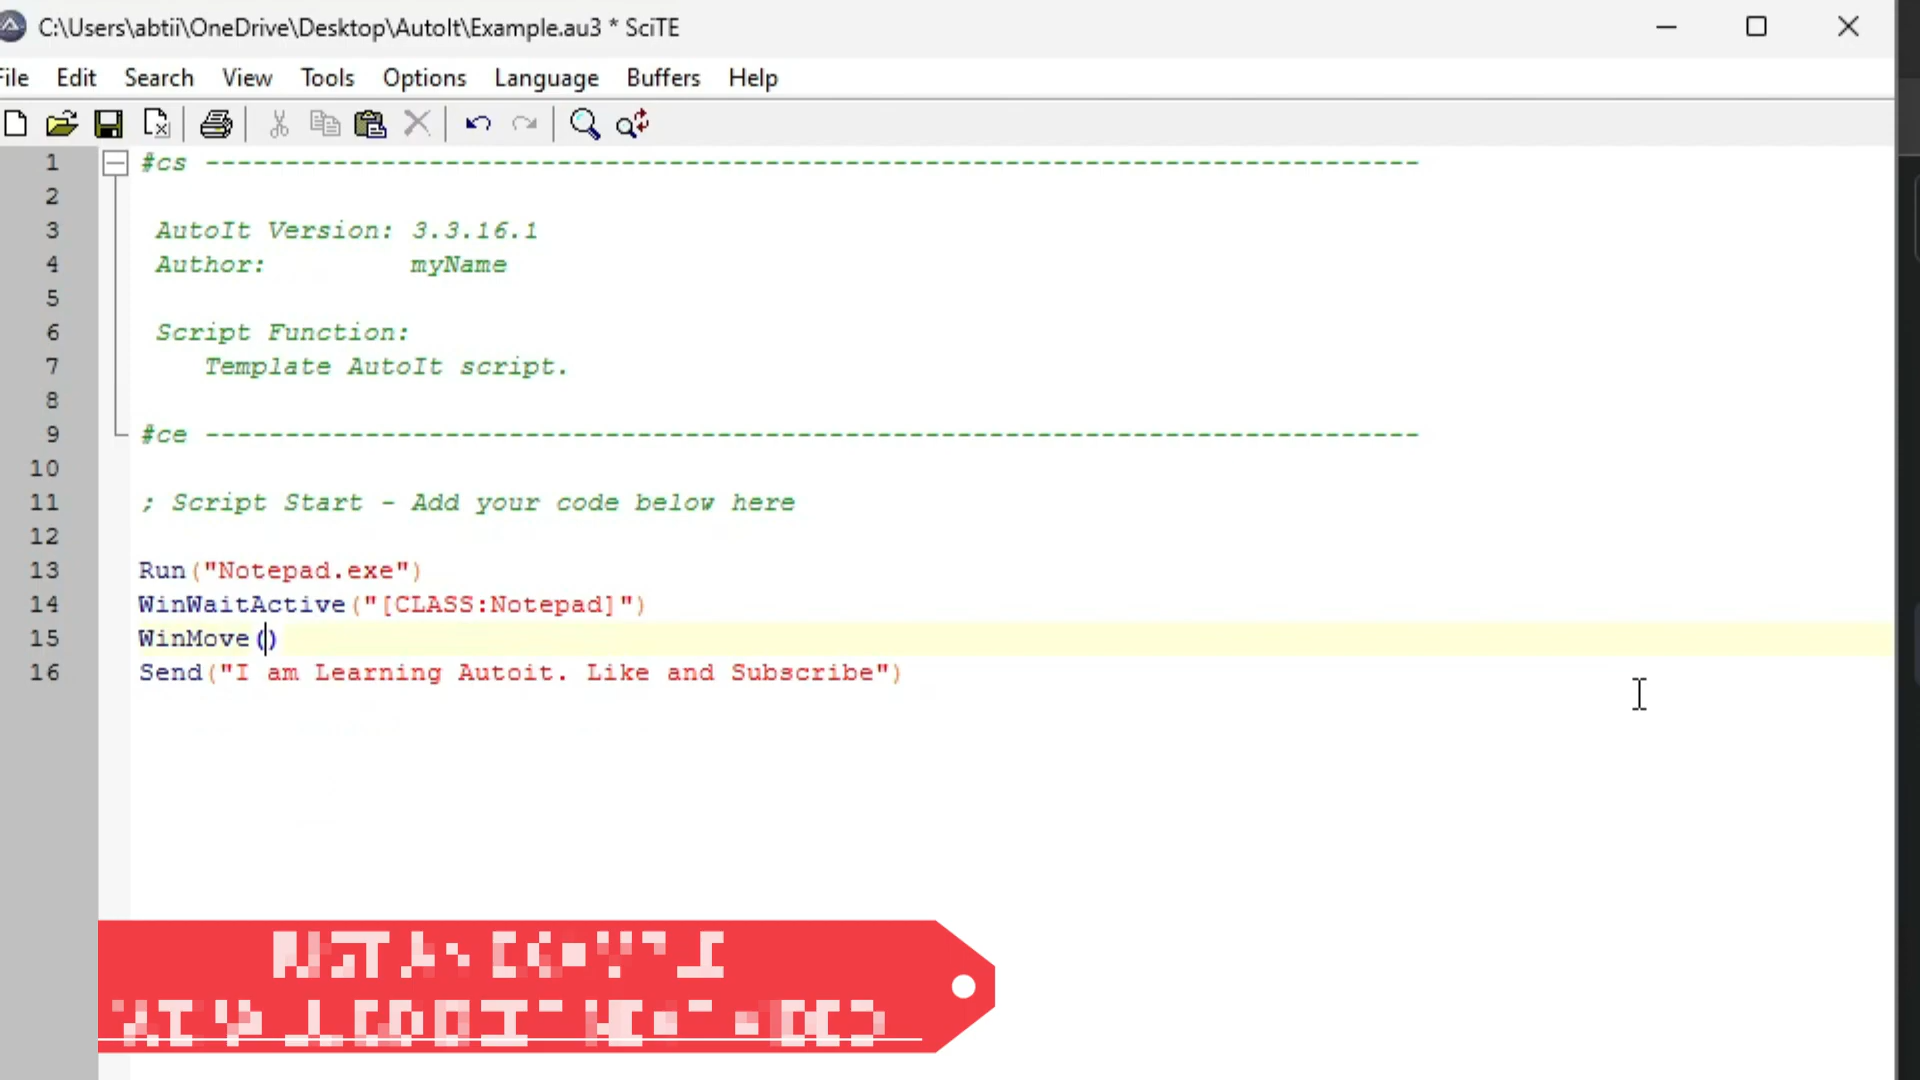 C:\Users\abtii\OneDrive\Desktop\AutoIt\Example.au3 * SciTE
File Edit Search View Tools Options Language Buffers Help
1 #cs ----------------------------------------------------------------------------
2
3 AutoIt Version: 3.3.16.1
4 Author: myName
5
6 Script Function:
7 Template AutoIt script.
8
9 #ce ----------------------------------------------------------------------------
10
11 ; Script Start - Add your code below here
12
13 Run("Notepad.exe")
14 WinWaitActive("[CLASS:Notepad]")
15 WinMove()
16 Send("I am Learning Autoit. Like and Subscribe")